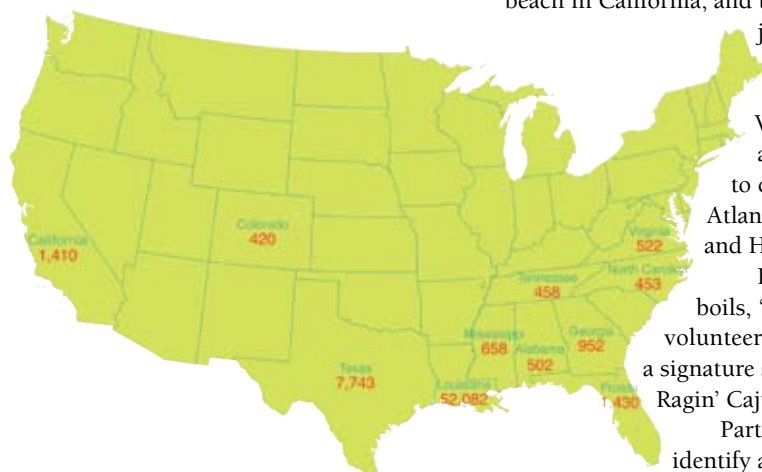 beach in California, and
j
V
a
to
Atlan
and H
boils, “
volunteer
a signature s
Ragin’ Caj
Part
identify a
California
1,410
Colorado
420
Texas
7,743
Louisiana
52,082
Mississippi
658
Alabama
502
Georgia
952
Florida
1,430
Tennessee
458
North Carolina
453
Virginia
522